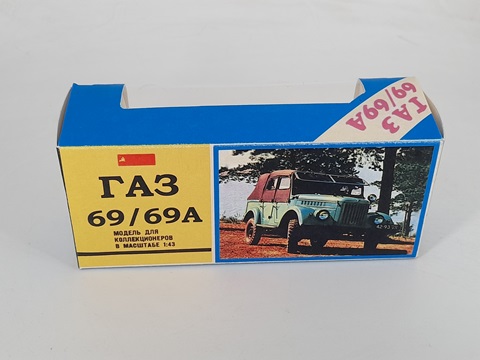 ГАЗ
69/69А
ГАЗ
69/69А
МОДЕЛЬ ДЛЯ
КОЛЛЕКЦИОНЕРОВ
В МАСШТАБЕ 1:43